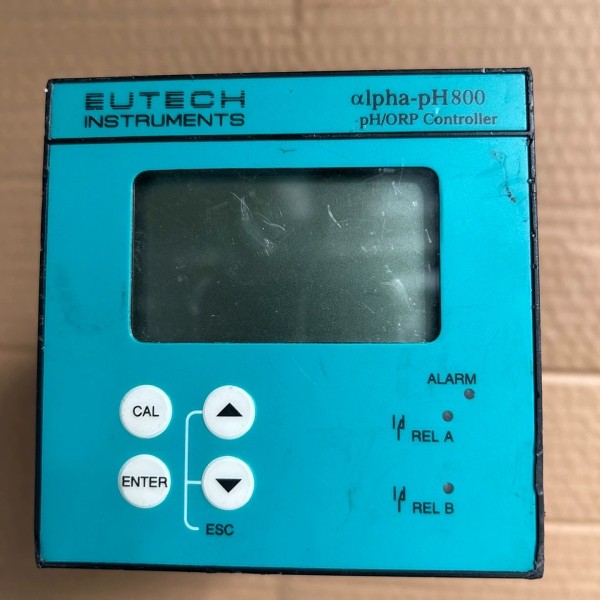 EUTECH
INSTRUMENTS
αlpha-pH800
pH/ORP Controller
ALARM
CAL
REL A
ENTER
REL B
ESC